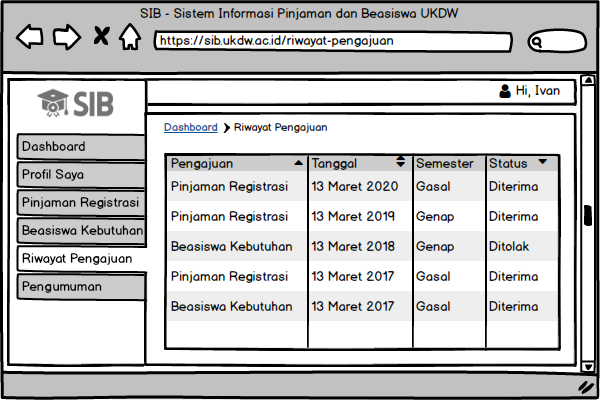 SIB - Sistem Informasi Pinjaman dan Beasiswa UKDW
https://sib.ukdw.ac.id/riwayat-pengajuan
SIB
Hi, Ivan
Dashboard Riwayat Pengajuan
Dashboard
Profil Saya
Pinjaman Registrasi
Beasiswa Kebutuhan
Riwayat Pengajuan
Pengumuman
Pengajuan Tanggal Semester Status
Pinjaman Registrasi 13 Maret 2020 Gasal Diterima
Pinjaman Registrasi 13 Maret 2019 Genap Diterima
Beasiswa Kebutuhan 13 Maret 2018 Genap Ditolak
Pinjaman Registrasi 13 Maret 2017 Gasal Diterima
Beasiswa Kebutuhan 13 Maret 2017 Gasal Diterima